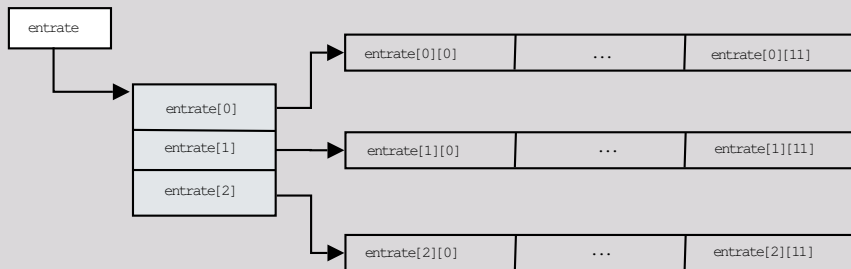 entrate
entrate[0][0] ... entrate[0][11]
entrate[0]
entrate[1]
entrate[1][0] ... entrate[1][11]
entrate[2]
entrate[2][0] ... entrate[2][11]